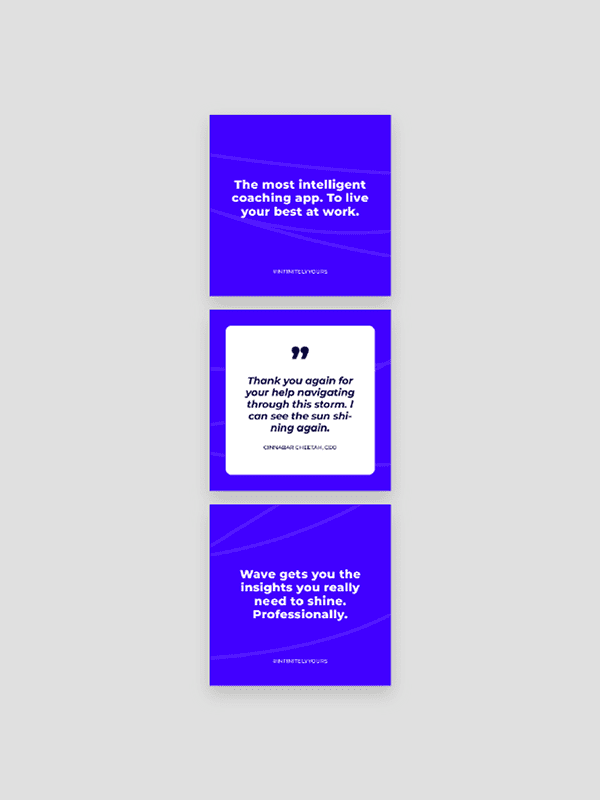 The most intelligent
coaching app. To live
your best at work.
#INFINITELYYOURS
”
Thank you again for
your help navigating
through this storm. I
can see the sun shi-
ning again.
CINNABAR CHEETAH, CEO
Wave gets you the
insights you really
need to shine.
Professionally.
#INFINITELYYOURS